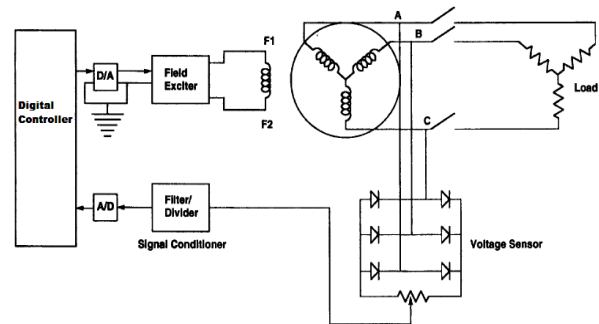 A
B
C
F1
F2
D/A
Field
Exciter
Digital
Controller
Load
A/D
Filter/
Divider
Signal Conditioner
Voltage Sensor